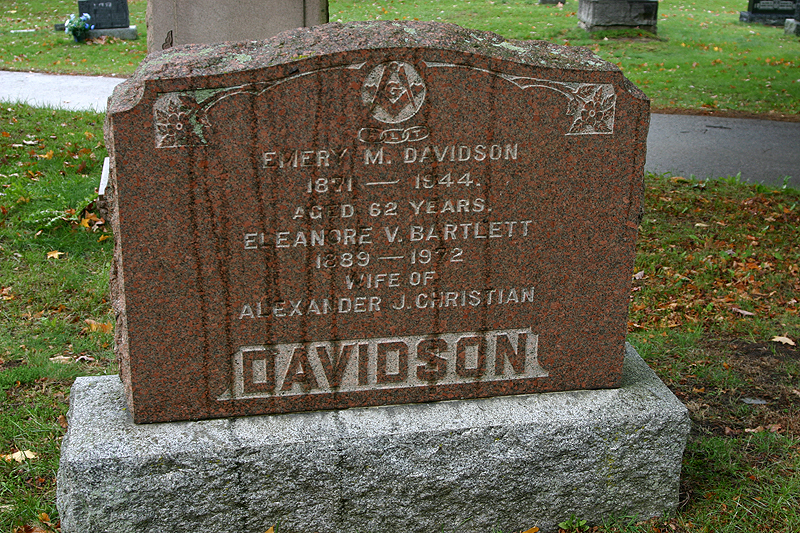 G
EMERY M. DAVIDSON
1871 — 1944.
AGED 62 YEARS.
ELEANORE V. BARTLETT
1889 — 1972
WIFE OF
ALEXANDER J. CHRISTIAN
DAVIDSON